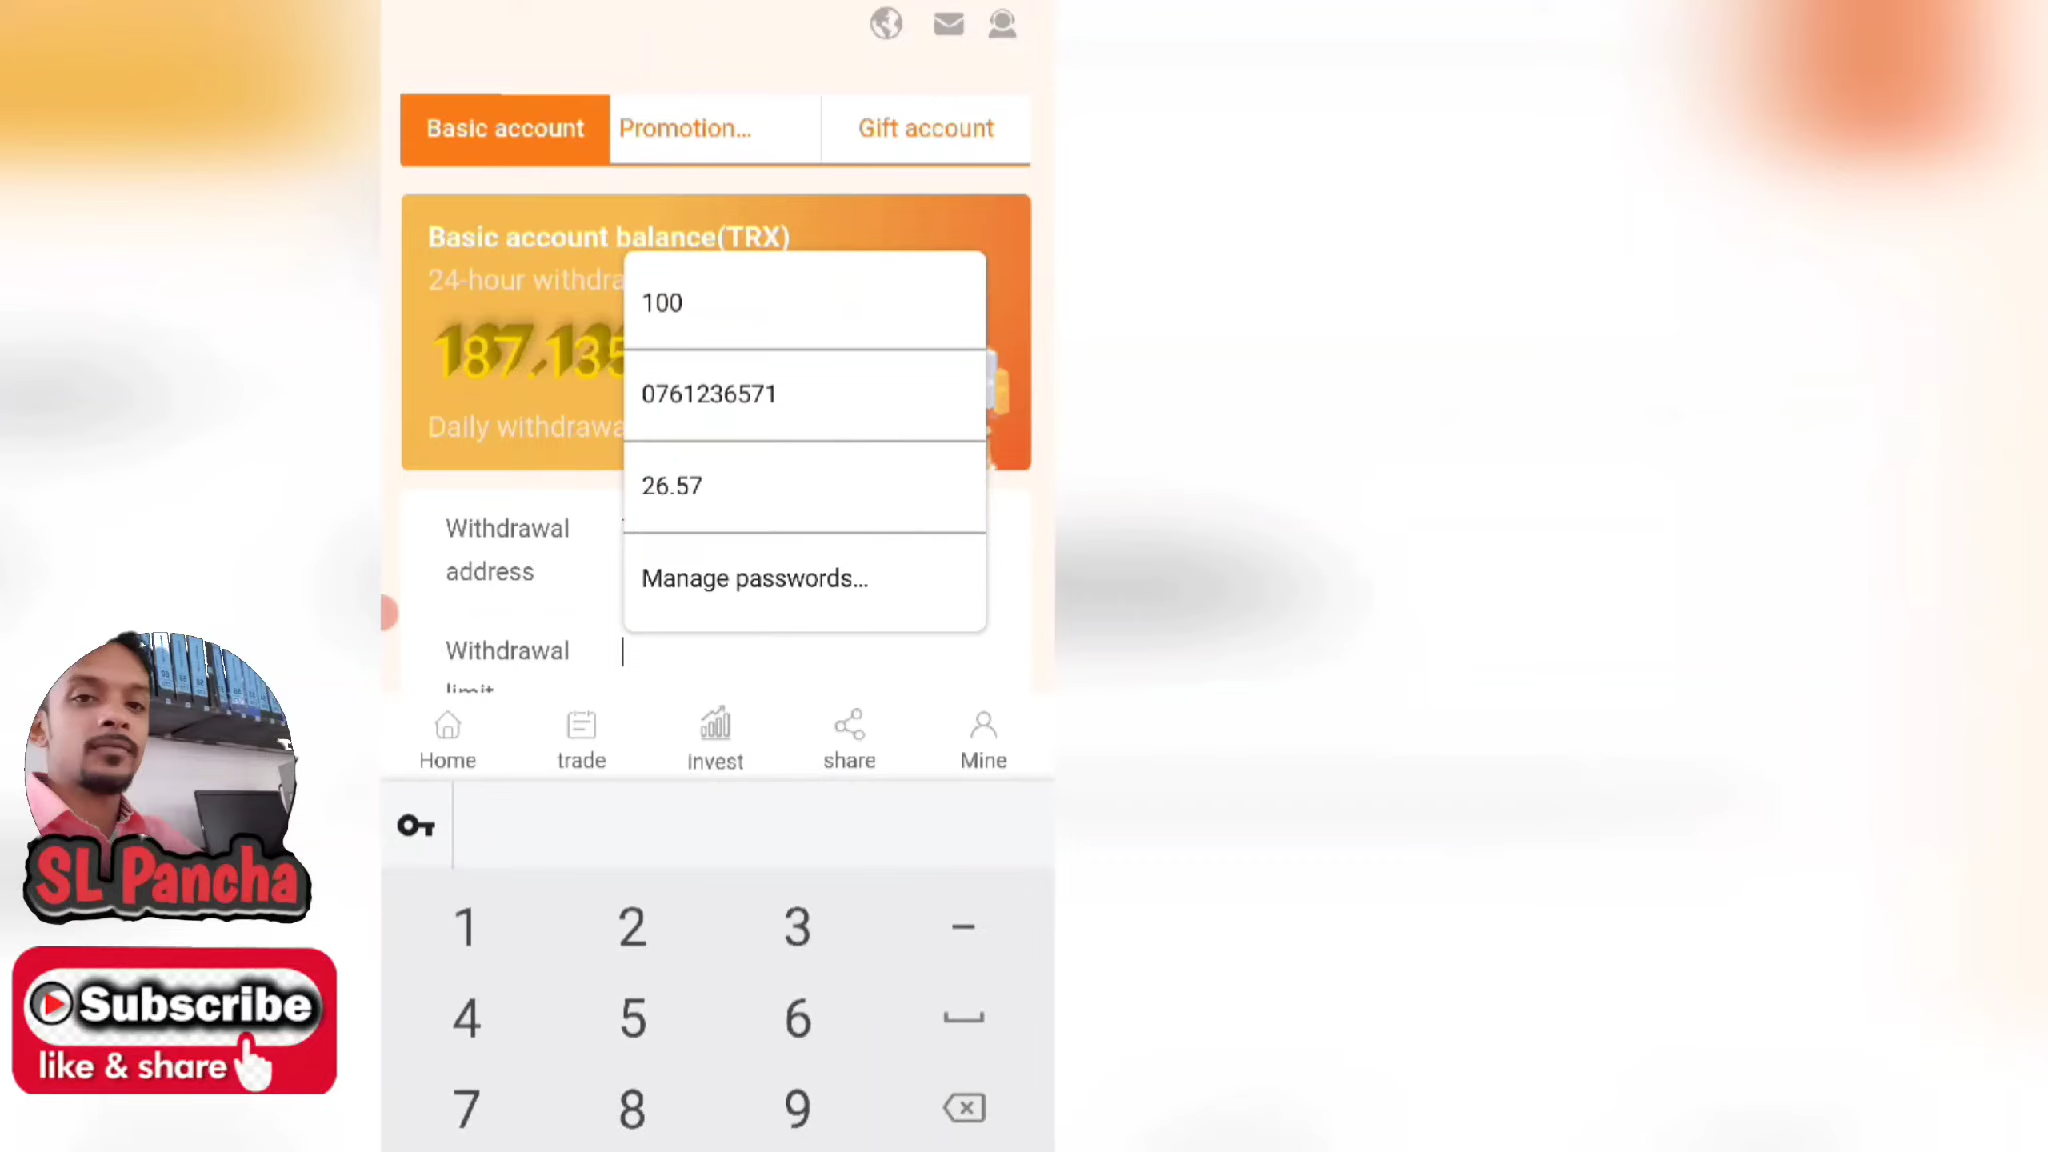 Basic account
Promotion...
Gift account
Basic account balance(TRX)
24-hour
187.135
Daily
100
0761236571
26.57
Manage passwords...
Withdrawal
address
Withdrawal
limit
Home
trade
invest
share
Mine
1 2 3 –
4 5 6
7 8 9
SL Pancha
Subscribe
like & share